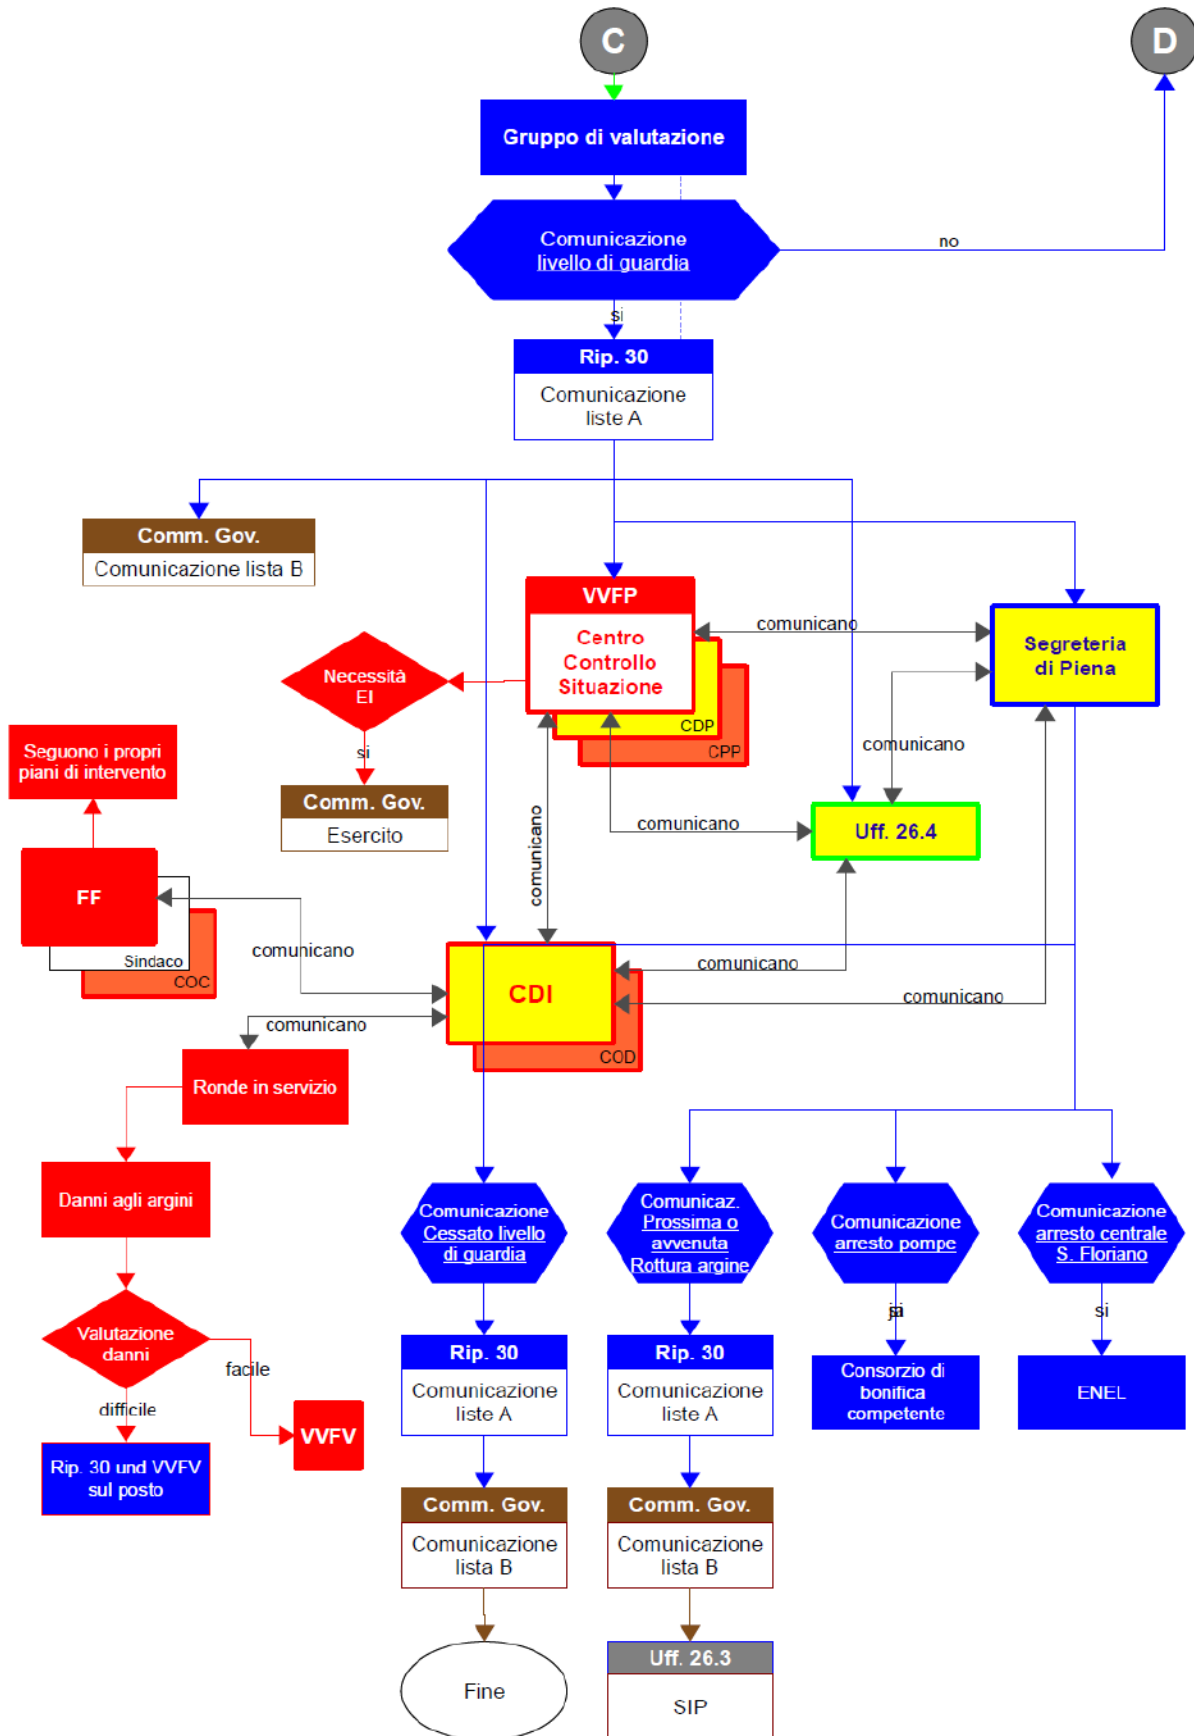 C
D
Gruppo di valutazione
Comunicazione
livello di guardia
no
si
Rip. 30
Comunicazione
liste A
Comm. Gov.
Comunicazione lista B
VVFP
Centro
Controllo
Situazione
CDP
CPP
comunicano
Segreteria
di Piena
Necessità
EI
si
Comm. Gov.
Esercito
Seguono i propri
piani di intervento
comunicano
comunicano
comunicano
Uff. 26.4
FF
Sindaco
COC
comunicano
CDI
COD
comunicano
comunicano
comunicano
Ronde in servizio
Danni agli argini
Valutazione
danni
facile
difficile
VVFV
Rip. 30 und VVFV
sul posto
Comunicazione
Cessato livello
di guardia
Comunicaz.
Prossima o
avvenuta
Rottura argine
Comunicazione
arresto pompe
Comunicazione
arresto centrale
S. Floriano
si
Rip. 30
Comunicazione
liste A
Rip. 30
Comunicazione
liste A
Consorzio di
bonifica
competente
ENEL
Comm. Gov.
Comunicazione
lista B
Comm. Gov.
Comunicazione
lista B
Fine
Uff. 26.3
SIP